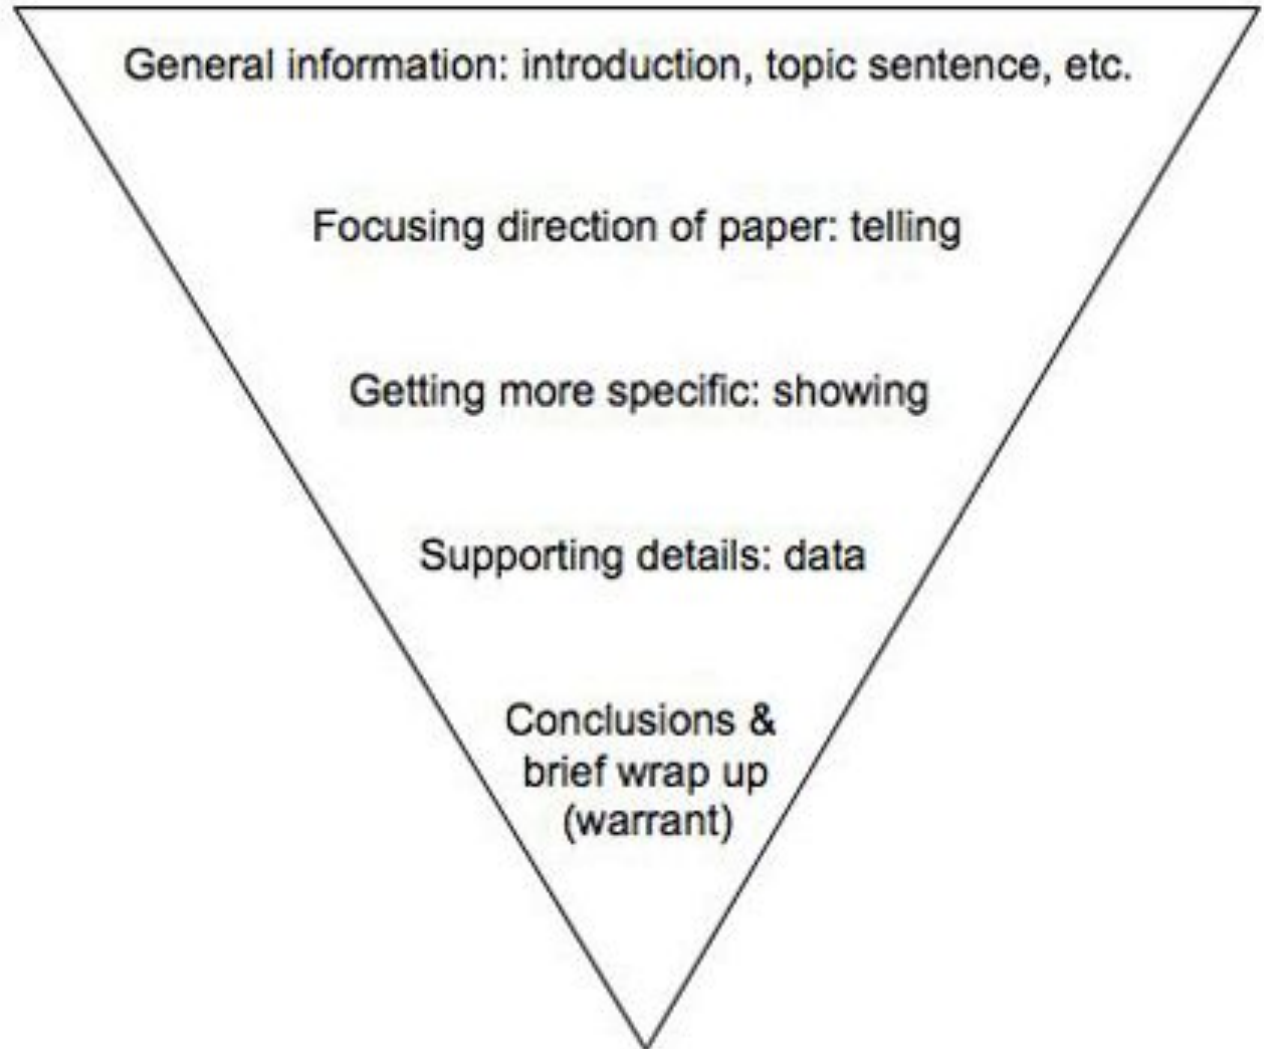 General information: introduction, topic sentence, etc.
Focusing direction of paper: telling
Getting more specific: showing
Supporting details: data
Conclusions &
brief wrap up
(warrant)